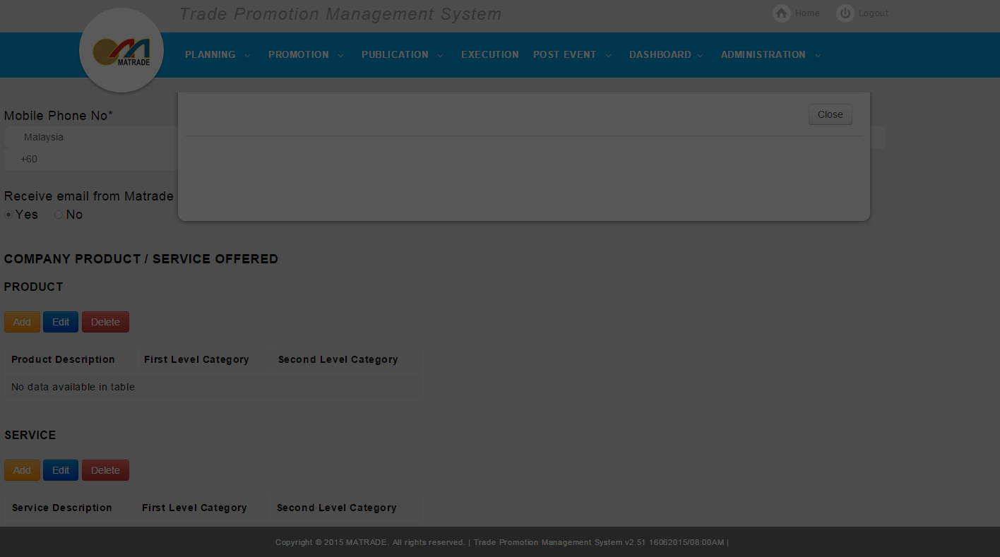 Trade Promotion Management System
Home Logout
MATRADE
PLANNING PROMOTION PUBLICATION EXECUTION POST EVENT DASHBOARD ADMINISTRATION
Mobile Phone No*
Close
Malaysia
+60
Receive email from Matrade
Yes No
COMPANY PRODUCT / SERVICE OFFERED
PRODUCT
Add Edit Delete
Product Description First Level Category Second Level Category
No data available in table
SERVICE
Add Edit Delete
Service Description First Level Category Second Level Category
Copyright © 2015 MATRADE. All rights reserved. | Trade Promotion Management System v2.51 16062015/08:00AM |